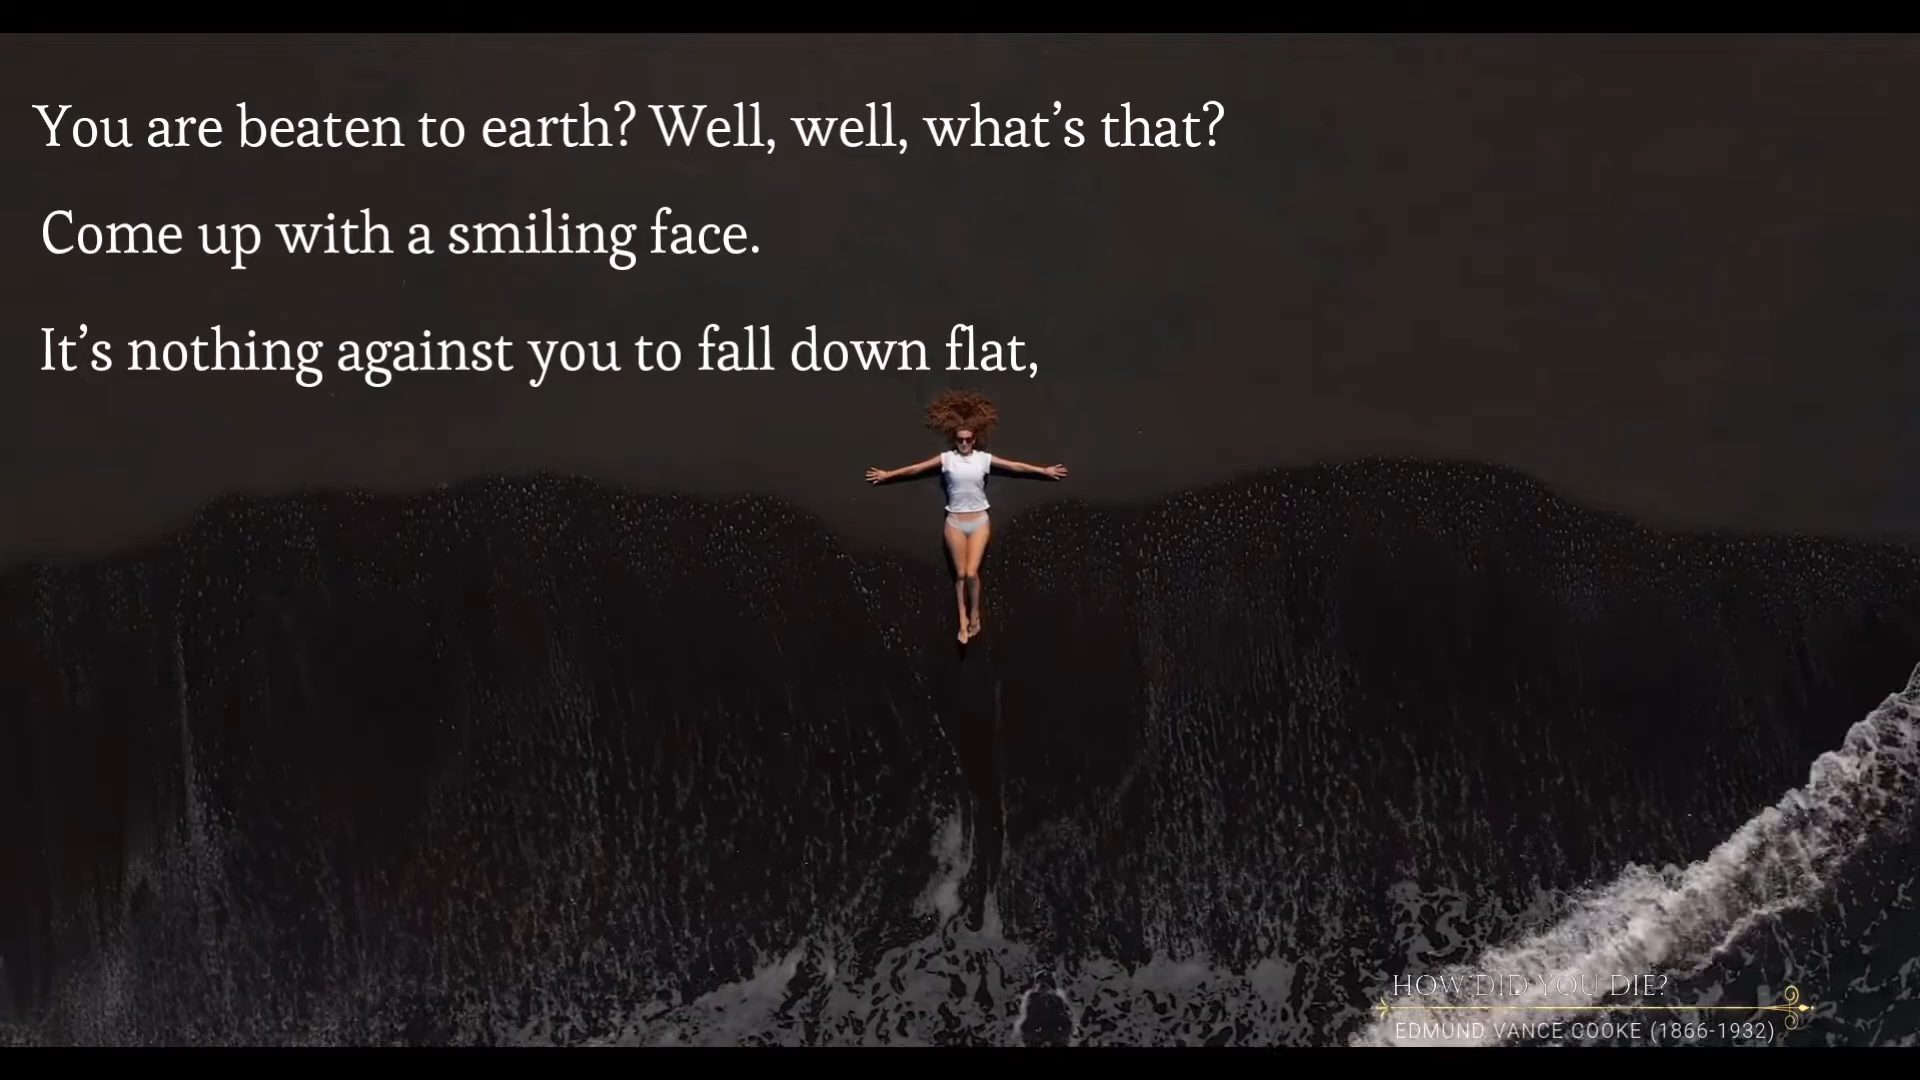 You are beaten to earth? Well, well, what’s that?
Come up with a smiling face.
It’s nothing against you to fall down flat,
HOW DID YOU DIE?
EDMUND VANCE COOKE (1866-1932)